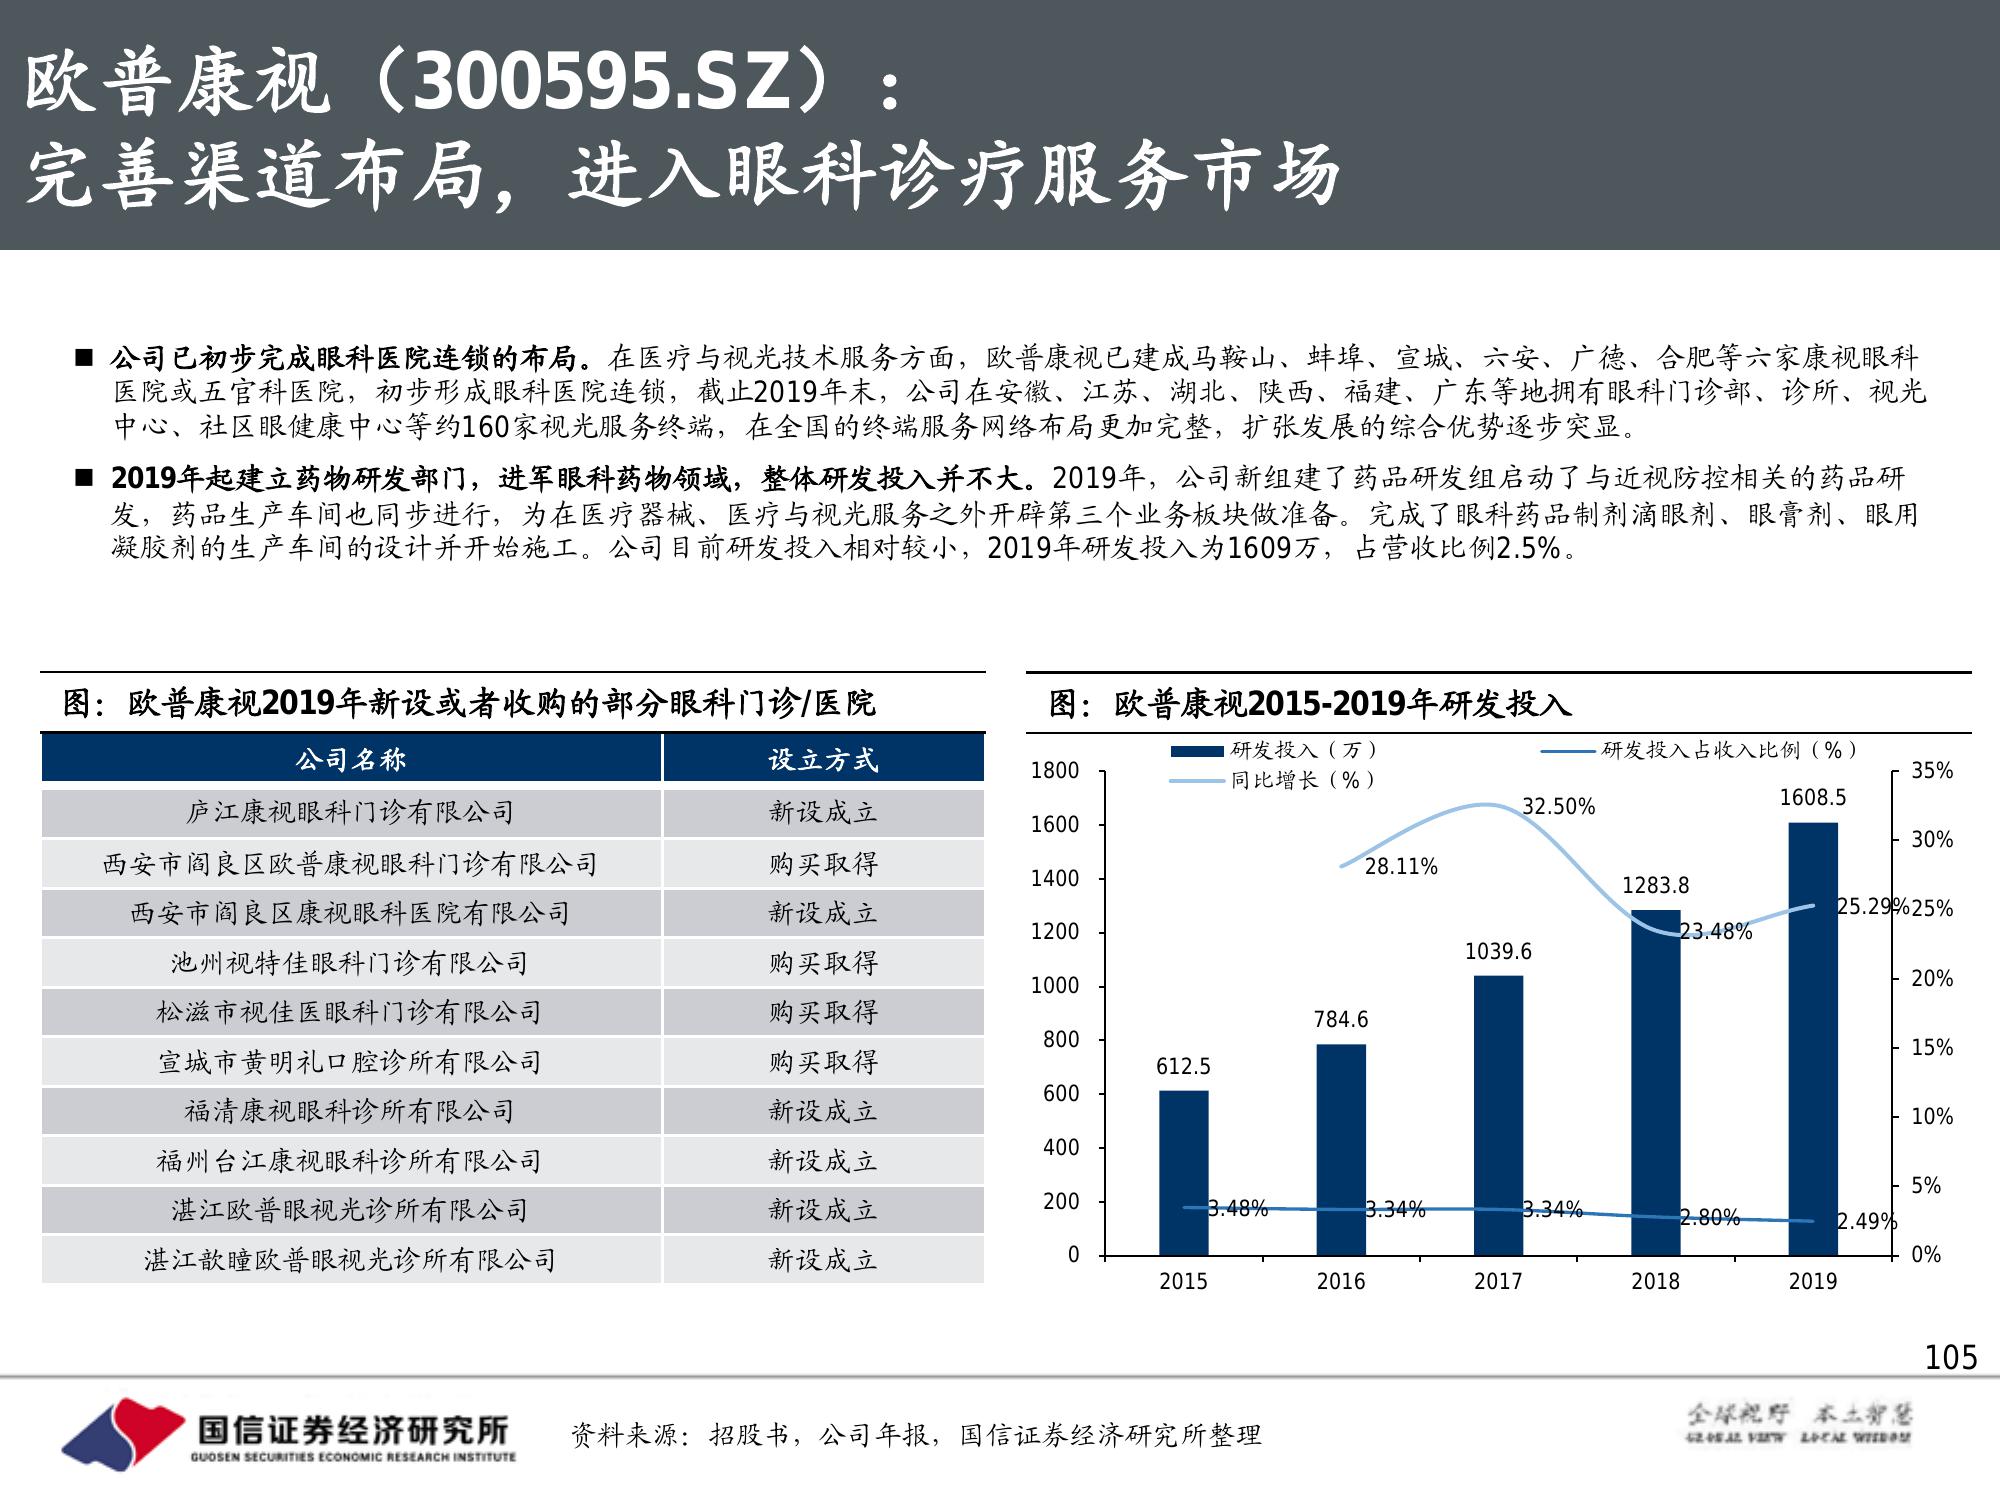 欧普康视（300595.SZ）：
完善渠道布局，进入眼科诊疗服务市场
■ 公司已初步完成眼科医院连锁的布局。在医疗与视光技术服务方面，欧普康视已建成马鞍山、蚌埠、宣城、六安、广德、合肥等六家康视眼科
医院或五官科医院，初步形成眼科医院连锁，截止2019年末，公司在安徽、江苏、湖北、陕西、福建、广东等地拥有眼科门诊部、诊所、视光
中心、社区眼健康中心等约160家视光服务终端，在全国的终端服务网络布局更加完整，扩张发展的综合优势逐步突显。
■ 2019年起建立药物研发部门，进军眼科药物领域，整体研发投入并不大。2019年，公司新组建了药品研发组启动了与近视防控相关的药品研
发，药品生产车间也同步进行，为在医疗器械、医疗与视光服务之外开辟第三个业务板块做准备。完成了眼科药品制剂滴眼剂、眼膏剂、眼用
凝胶剂的生产车间的设计并开始施工。公司目前研发投入相对较小，2019年研发投入为1609万，占营收比例2.5%。
图：欧普康视2019年新设或者收购的部分眼科门诊/医院
公司名称 设立方式
庐江康视眼科门诊有限公司 新设成立
西安市阎良区欧普康视眼科门诊有限公司 购买取得
西安市阎良区康视眼科医院有限公司 新设成立
池州视特佳眼科门诊有限公司 购买取得
松滋市视佳医眼科门诊有限公司 购买取得
宣城市黄明礼口腔诊所有限公司 购买取得
福清康视眼科诊所有限公司 新设成立
福州台江康视眼科诊所有限公司 新设成立
湛江欧普眼视光诊所有限公司 新设成立
湛江歆瞳欧普眼视光诊所有限公司 新设成立
图：欧普康视2015-2019年研发投入
研发投入（万） 研发投入占收入比例（%）
同比增长（%）
1800
1600
1400
1200
1000
800
600
400
200
0
35%
30%
25%
20%
15%
10%
5%
0%
612.5
784.6
1039.6
1283.8
1608.5
28.11%
32.50%
23.48%
25.29%
3.48%
3.34%
3.34%
2.80%
2.49%
2015 2016 2017 2018 2019
105
国信证券经济研究所
GUOSEN SECURITIES ECONOMIC RESEARCH INSTITUTE
资料来源：招股书，公司年报，国信证券经济研究所整理
全球视野 本土智慧
GLOBAL VIEW LOCAL WISDOM